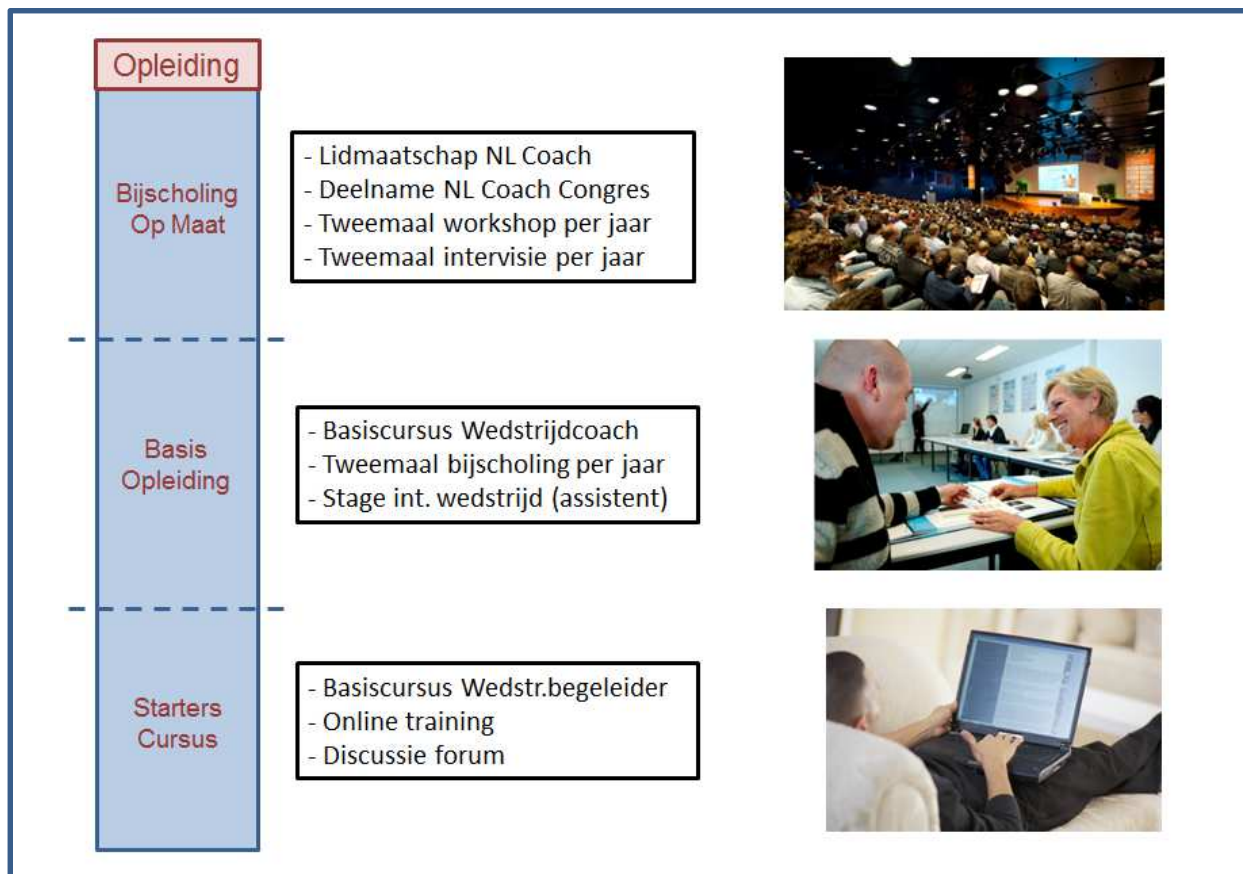 Opleiding
Bijscholing
Op Maat
- Lidmaatschap NL Coach
- Deelname NL Coach Congres
- Tweemaal workshop per jaar
- Tweemaal intervisie per jaar
Basis
Opleiding
- Basiscursus Wedstrijdcoach
- Tweemaal bijscholing per jaar
- Stage int. wedstrijd (assistent)
Starters
Cursus
- Basiscursus Wedstr.begeleider
- Online training
- Discussie forum